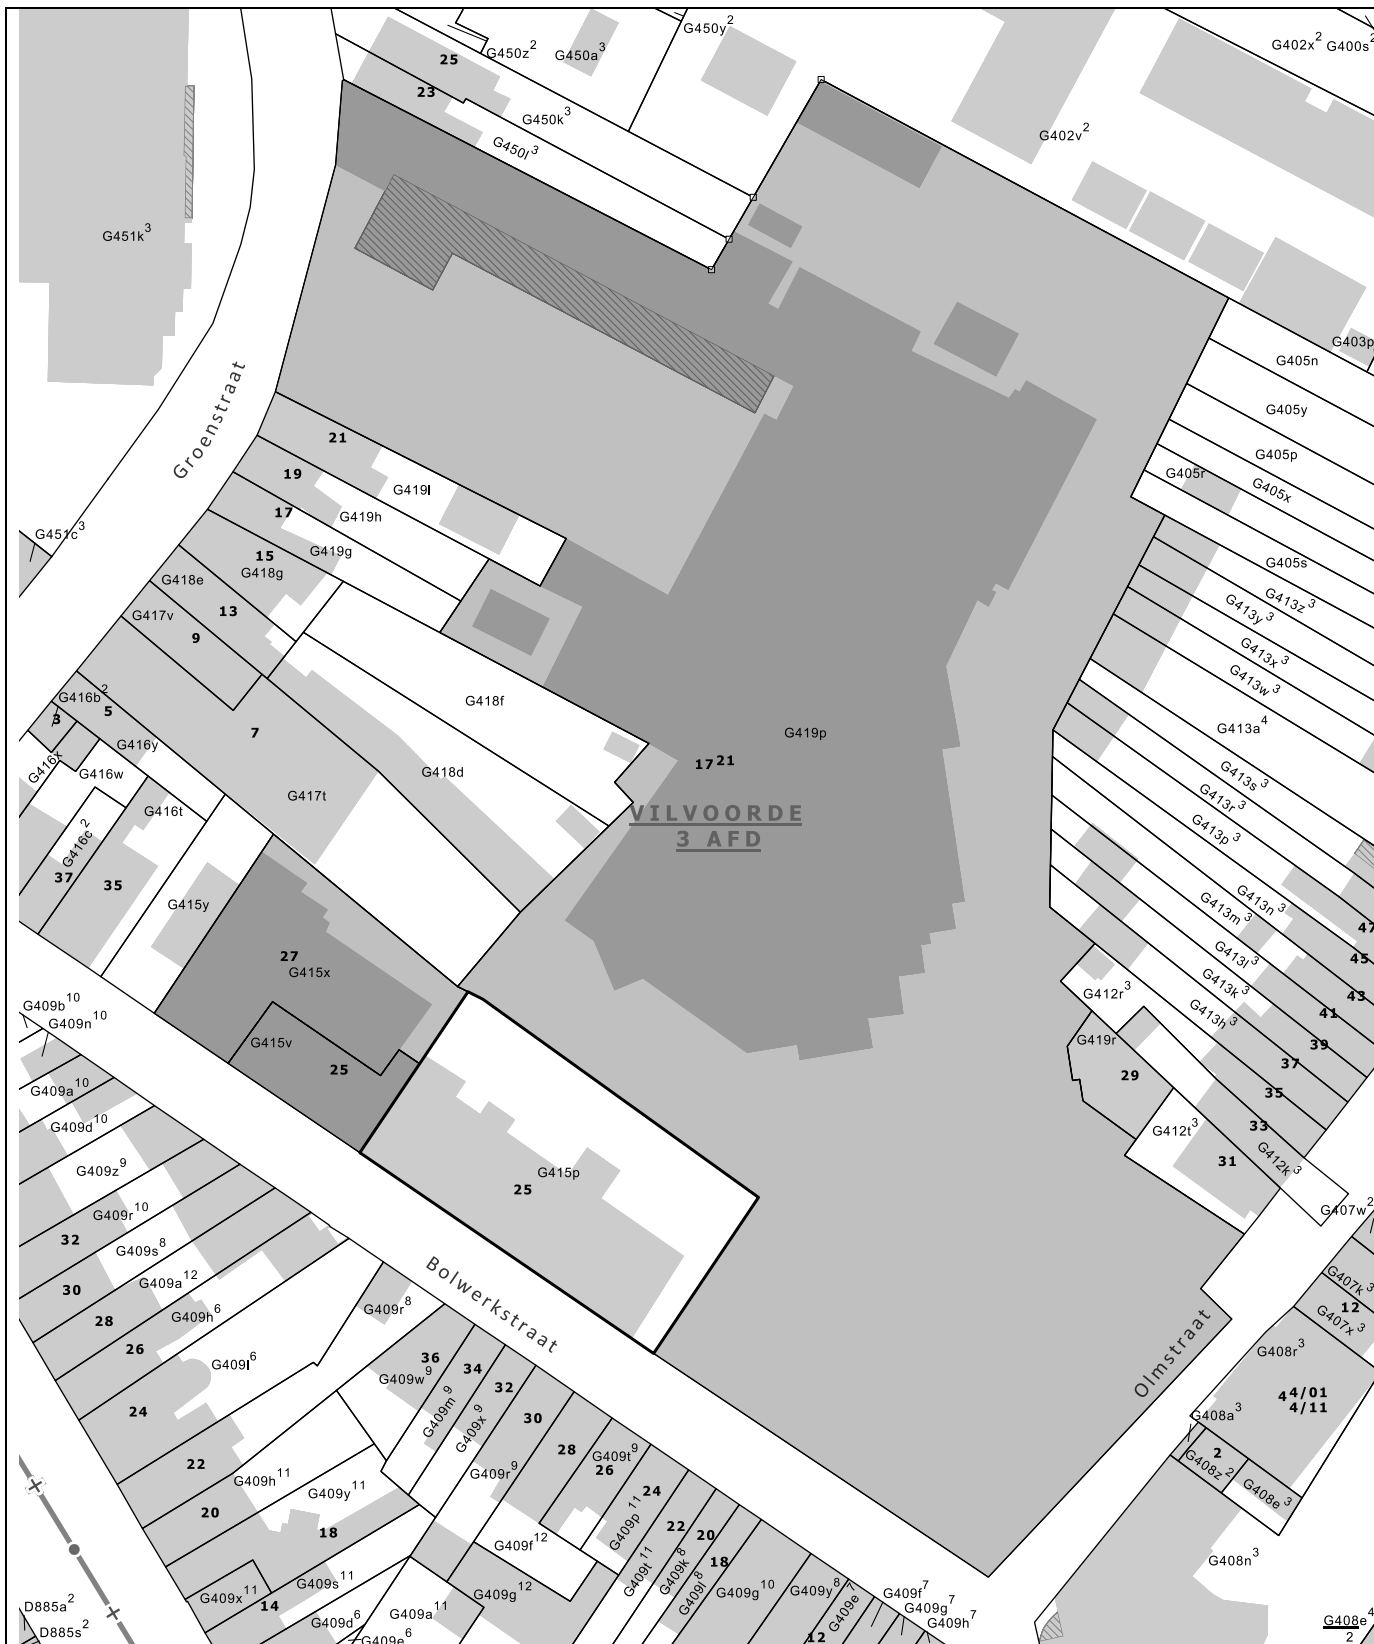 G450y²
G450z²
G450a³
G402x² G400s²
25
23
G450k³
G450l³
G402v²
G451k³
G403p
G405n
Groenstraat
G405y
21
G405p
19
G405r
G405x
G419l
17
G419h
G451c³
15
G419g
G405s
G418g
G418e
G413z³
13
G417v
G413y³
9
G413x³
G413w³
G416b²
G418f
3
5
7
G419p
G413a⁴
G416y
17 21
G416x
G416w
G418d
G413s³
G417t
G413r³
G416t
VILVOORDE
3 AFD
G413p³
G416c²
37
35
G415y
G413n³
G413m³
47
27
G413l³
45
G415x
G413k³
43
G412r³
G409b¹⁰
G413h³
41
G409n¹⁰
G415v
G419r
39
25
29
37
G409a¹⁰
35
G409d¹⁰
33
G412t³
G409z⁹
G415p
31
G412k³
25
G409r¹⁰
G407w²
32
G409s⁸
Bolwerkstraat
G409a¹²
G407k³
30
G409r⁸
12
G409h⁶
G407x³
28
Olmstraat
26
G409l⁶
36
34
G408r³
G409w⁹
32
4 4/01
4/11
24
G409m⁹
G409x⁹
30
G408a³
28
G409t⁹
2
22
26
G409r⁹
G408z²
G409h¹¹
24
G408e³
G409y¹¹
20
G409p¹¹
22
18
20
G409f¹²
18
G408n³
G409t¹¹
G409k⁸
G409s¹¹
G409l⁸
G409x¹¹
G409g¹²
G409g¹⁰
G409y⁸
G409e⁷
G409f⁷
14
D885a²
G409a¹¹
G409g⁷
G409d⁶
G409h⁷
G408e⁴
2
D885s²
G409e⁶
12